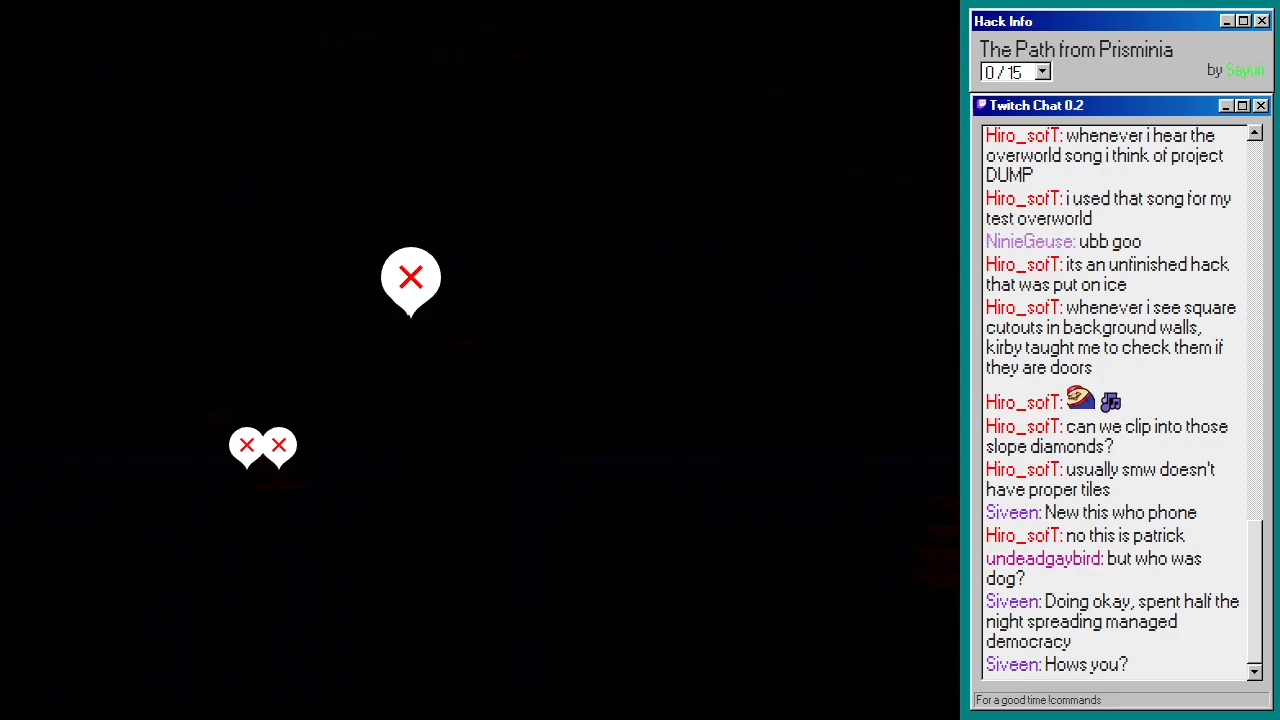 Hack Info
The Path from Prisminia
0 / 15
by Sayuri
Twitch Chat 0.2
Hiro_sofT: whenever i hear the
overworld song i think of project
DUMP
Hiro_sofT: i used that song for my
test overworld
NinieGeuse: ubb goo
Hiro_sofT: its an unfinished hack
that was put on ice
Hiro_sofT: whenever i see square
cutouts in background walls,
kirby taught me to check them if
they are doors
Hiro_sofT:
Hiro_sofT: can we clip into those
slope diamonds?
Hiro_sofT: usually smw doesn't
have proper tiles
Siveen: New this who phone
Hiro_sofT: no this is patrick
undeadgaybird: but who was
dog?
Siveen: Doing okay, spent half the
night spreading managed
democracy
Siveen: Hows you?
For a good time !commands